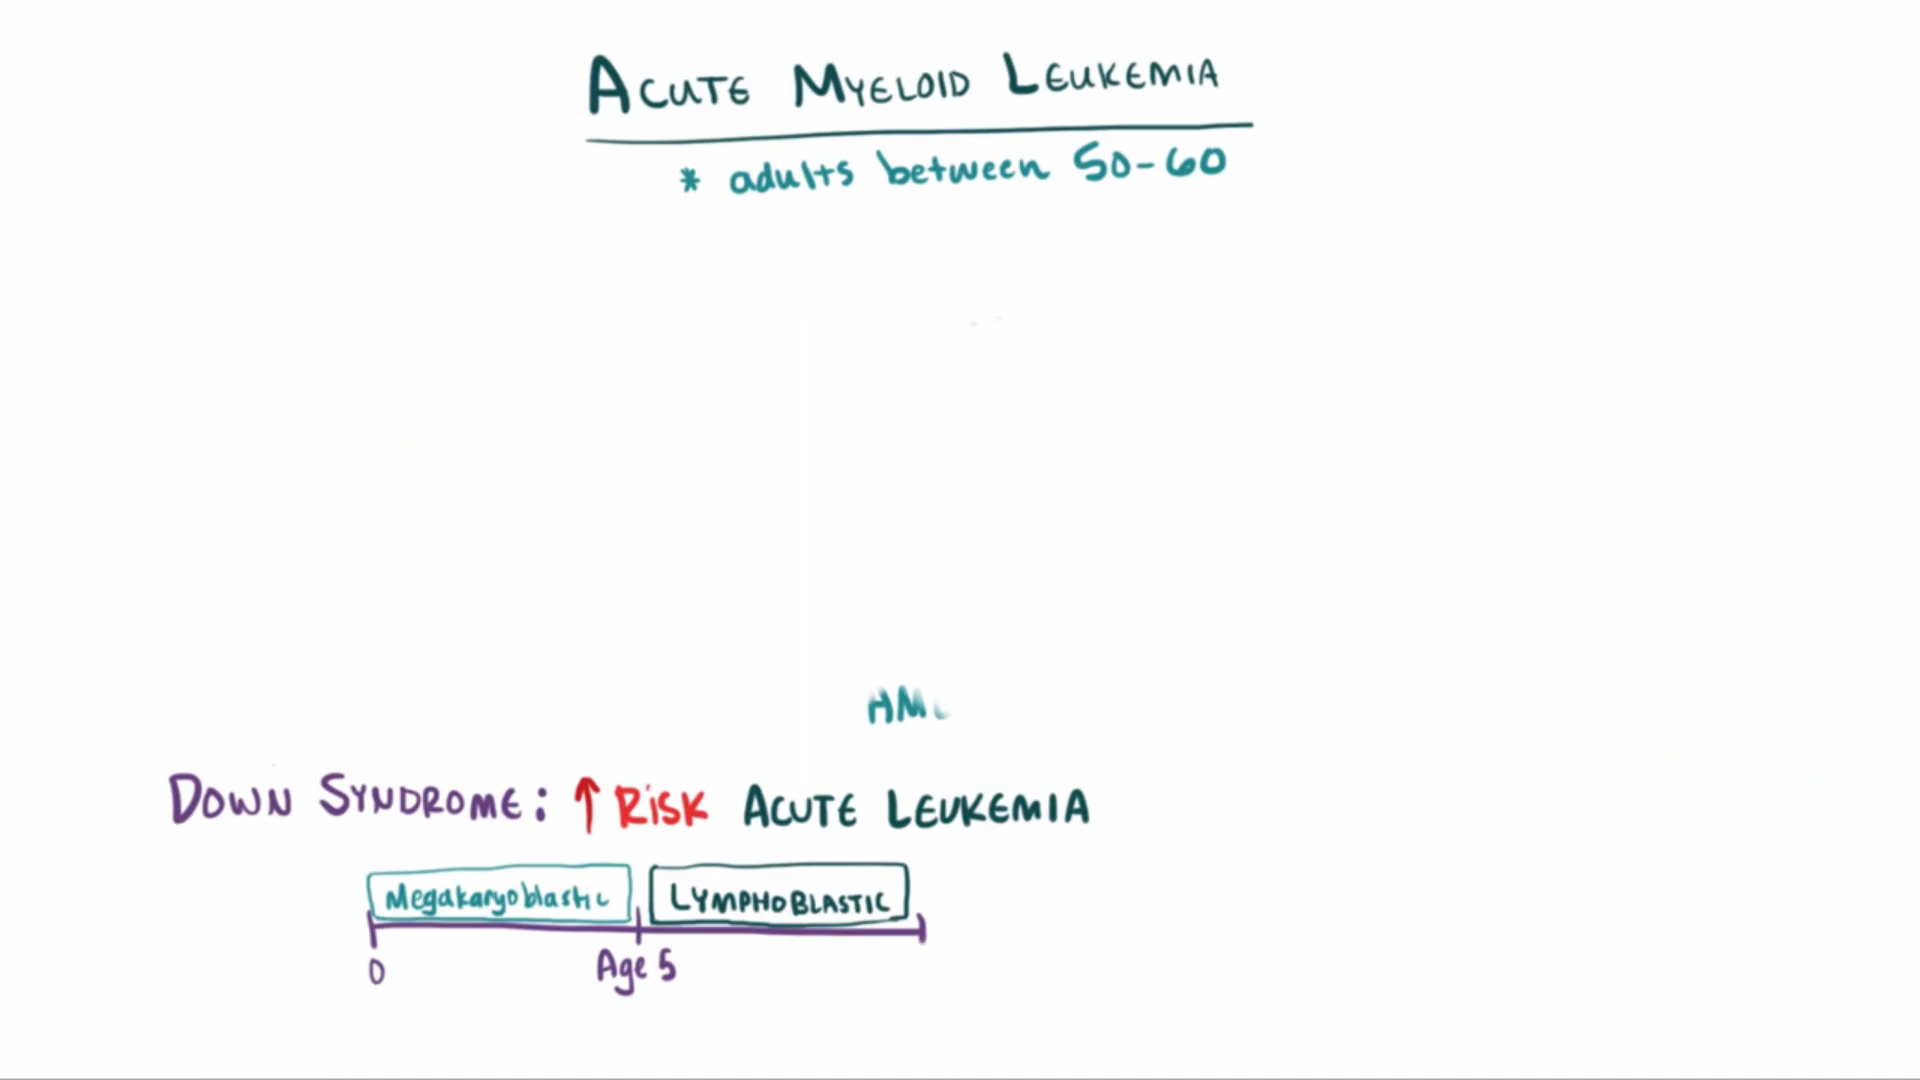 ACUTE MYELOID LEUKEMIA
* adults between 50-60
DOWN SYNDROME: ↑ RISK ACUTE LEUKEMIA
Megakaryoblastic LYMPHOBLASTIC
0 Age 5